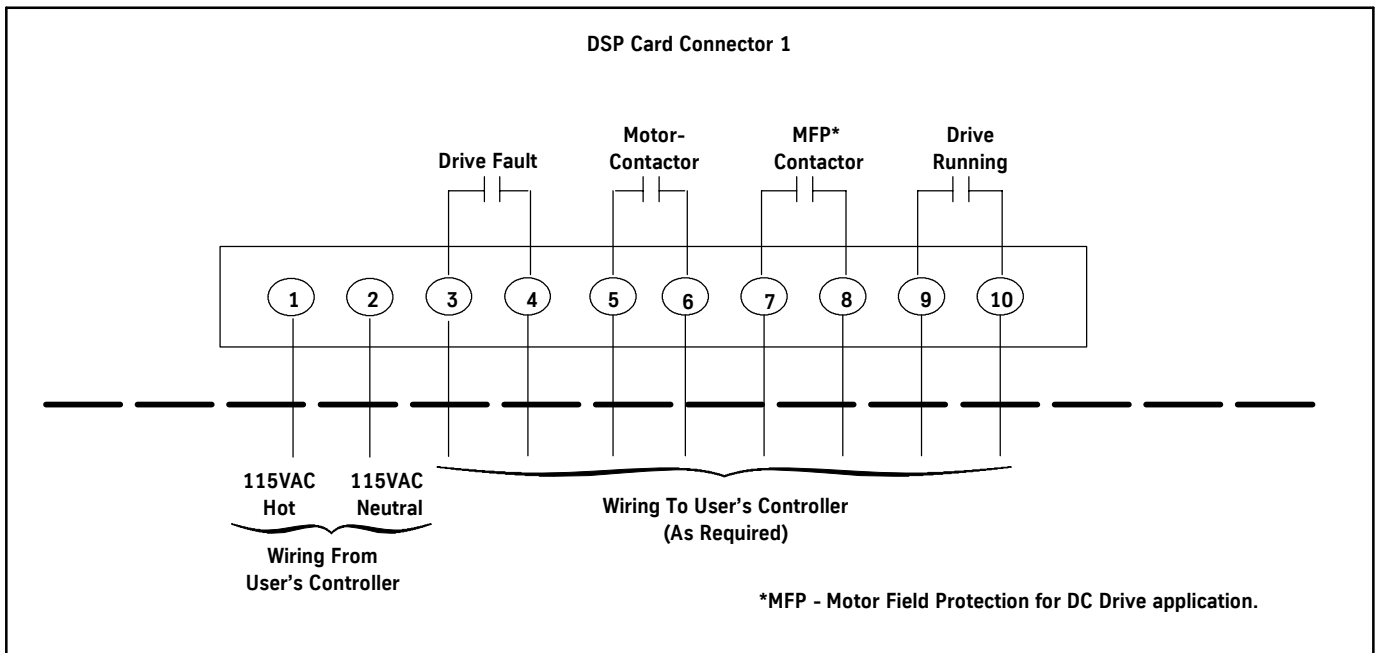 DSP Card Connector 1
Drive Fault
Motor-
Contactor
MFP*
Contactor
Drive
Running
1 2 3 4 5 6 7 8 9 10
115VAC
Hot
115VAC
Neutral
Wiring From
User's Controller
Wiring To User's Controller
(As Required)
*MFP - Motor Field Protection for DC Drive application.